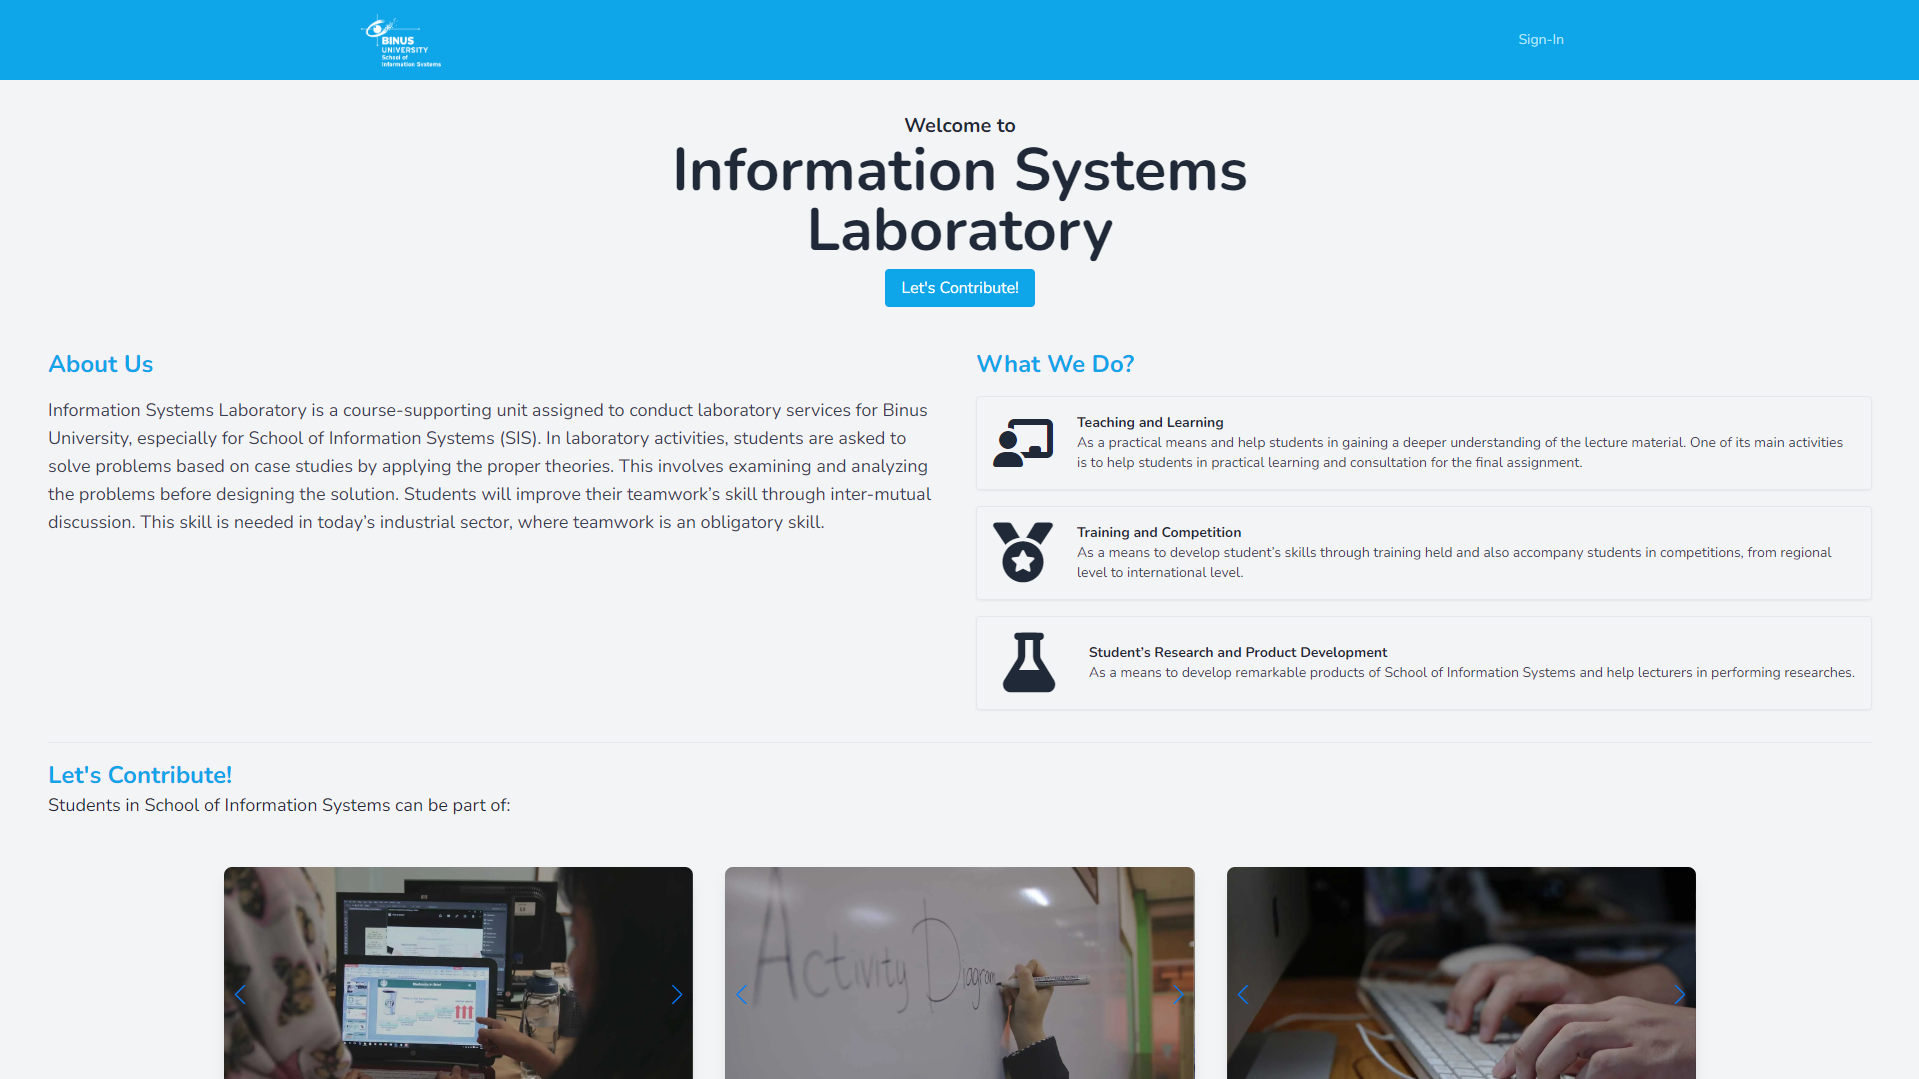 BINUS
UNIVERSITY
School of
Information Systems
Sign-In
Welcome to
Information Systems
Laboratory
Let's Contribute!
About Us
Information Systems Laboratory is a course-supporting unit assigned to conduct laboratory services for Binus
University, especially for School of Information Systems (SIS). In laboratory activities, students are asked to
solve problems based on case studies by applying the proper theories. This involves examining and analyzing
the problems before designing the solution. Students will improve their teamwork’s skill through inter-mutual
discussion. This skill is needed in today’s industrial sector, where teamwork is an obligatory skill.
What We Do?
Teaching and Learning
As a practical means and help students in gaining a deeper understanding of the lecture material. One of its main activities
is to help students in practical learning and consultation for the final assignment.
Training and Competition
As a means to develop student’s skills through training held and also accompany students in competitions, from regional
level to international level.
Student’s Research and Product Development
As a means to develop remarkable products of School of Information Systems and help lecturers in performing researches.
Let's Contribute!
Students in School of Information Systems can be part of:
Activity Diagram